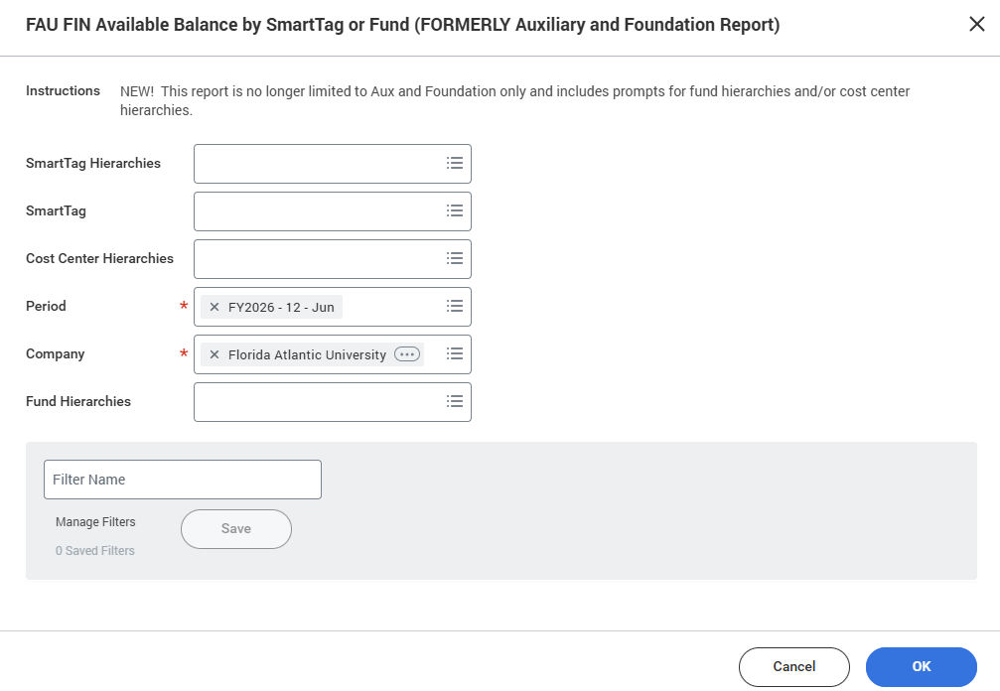 FAU FIN Available Balance by SmartTag or Fund (FORMERLY Auxiliary and Foundation Report)
Instructions NEW!  This report is no longer limited to Aux and Foundation only and includes prompts for fund hierarchies and/or cost center
hierarchies.
SmartTag Hierarchies
SmartTag
Cost Center Hierarchies
Period * × FY2026 - 12 - Jun
Company * × Florida Atlantic University
Fund Hierarchies
Filter Name
Manage Filters
Save
0 Saved Filters
Cancel OK